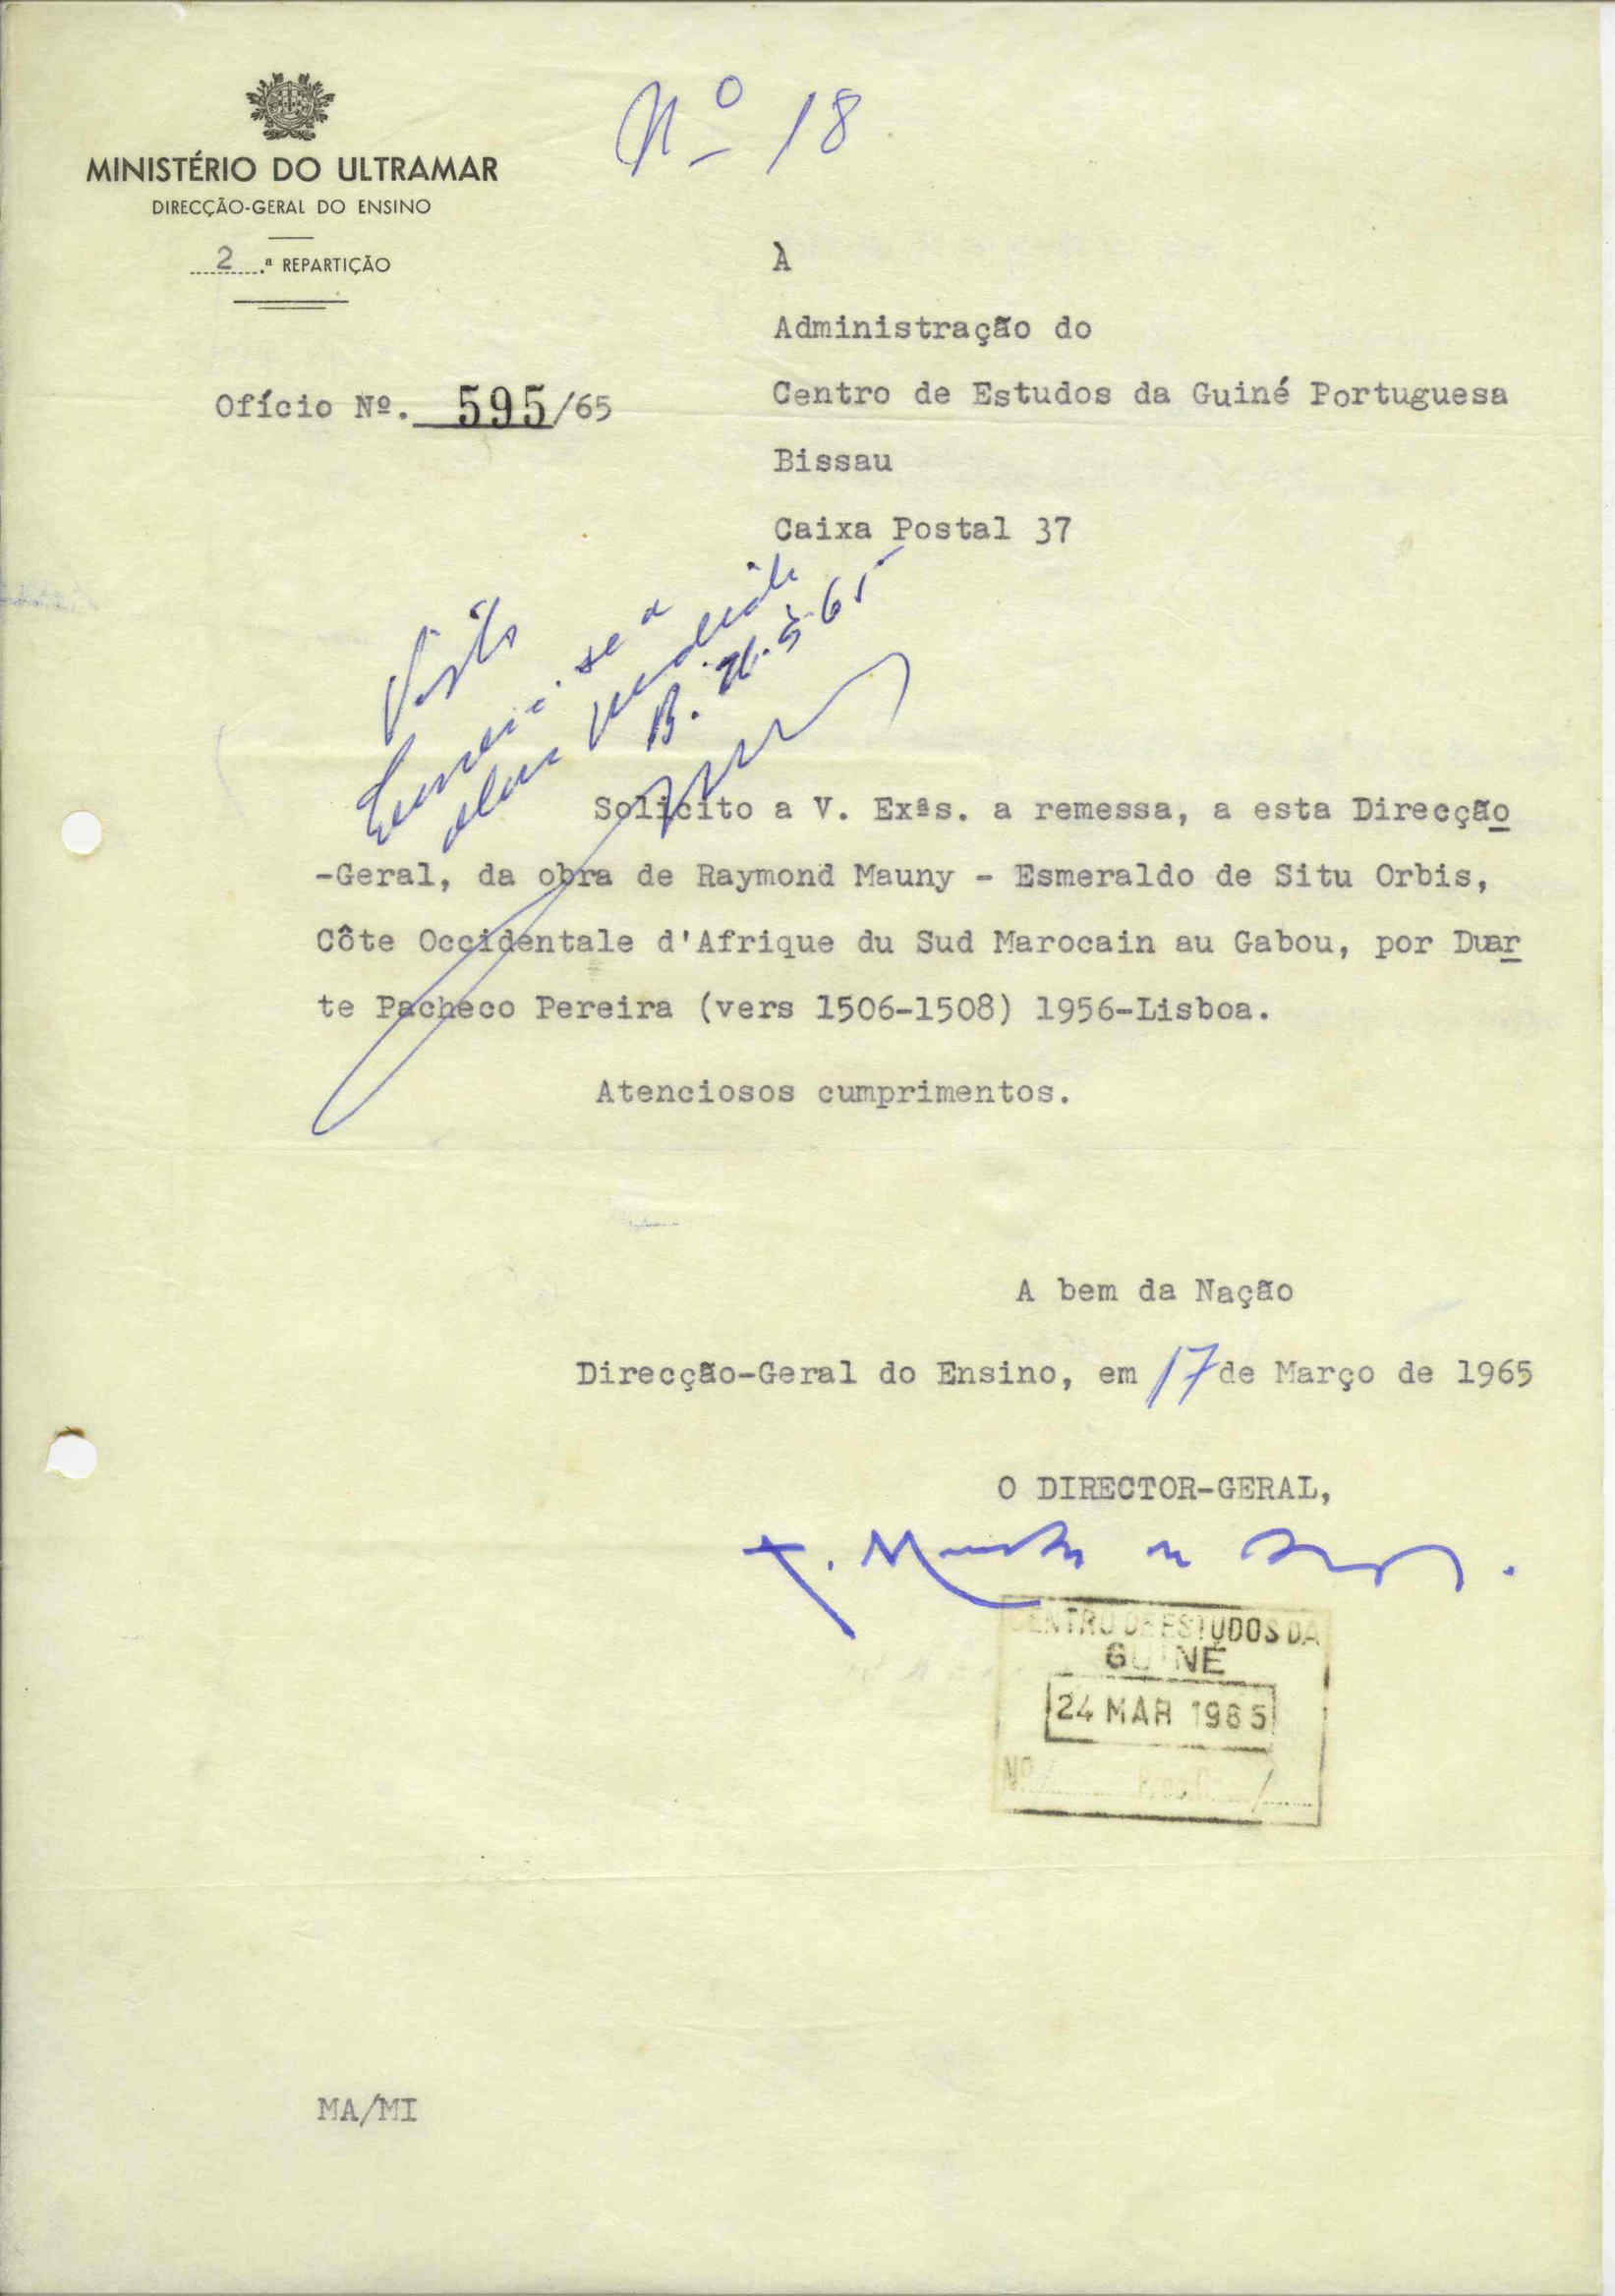 Nº 18
MINISTÉRIO DO ULTRAMAR
DIRECÇÃO-GERAL DO ENSINO
2.ª REPARTIÇÃO
À
Administração do
Ofício Nº. 595/65
Centro de Estudos da Guiné Portuguesa
Bissau
Caixa Postal 37
Visto
se a
obra
B.
Solicito a V. Exªs. a remessa, a esta Direcção
-Geral, da obra de Raymond Mauny - Esmeraldo de Situ Orbis,
Côte Occidentale d'Afrique du Sud Marocain au Gabou, por Duar
te Pacheco Pereira (vers 1506-1508) 1956-Lisboa.
Atenciosos cumprimentos.
A bem da Nação
Direcção-Geral do Ensino, em 17 de Março de 1965
O DIRECTOR-GERAL,
CENTRO DE ESTUDOS DA
GUINÉ
24 MAR 1965
Nº
MA/MI